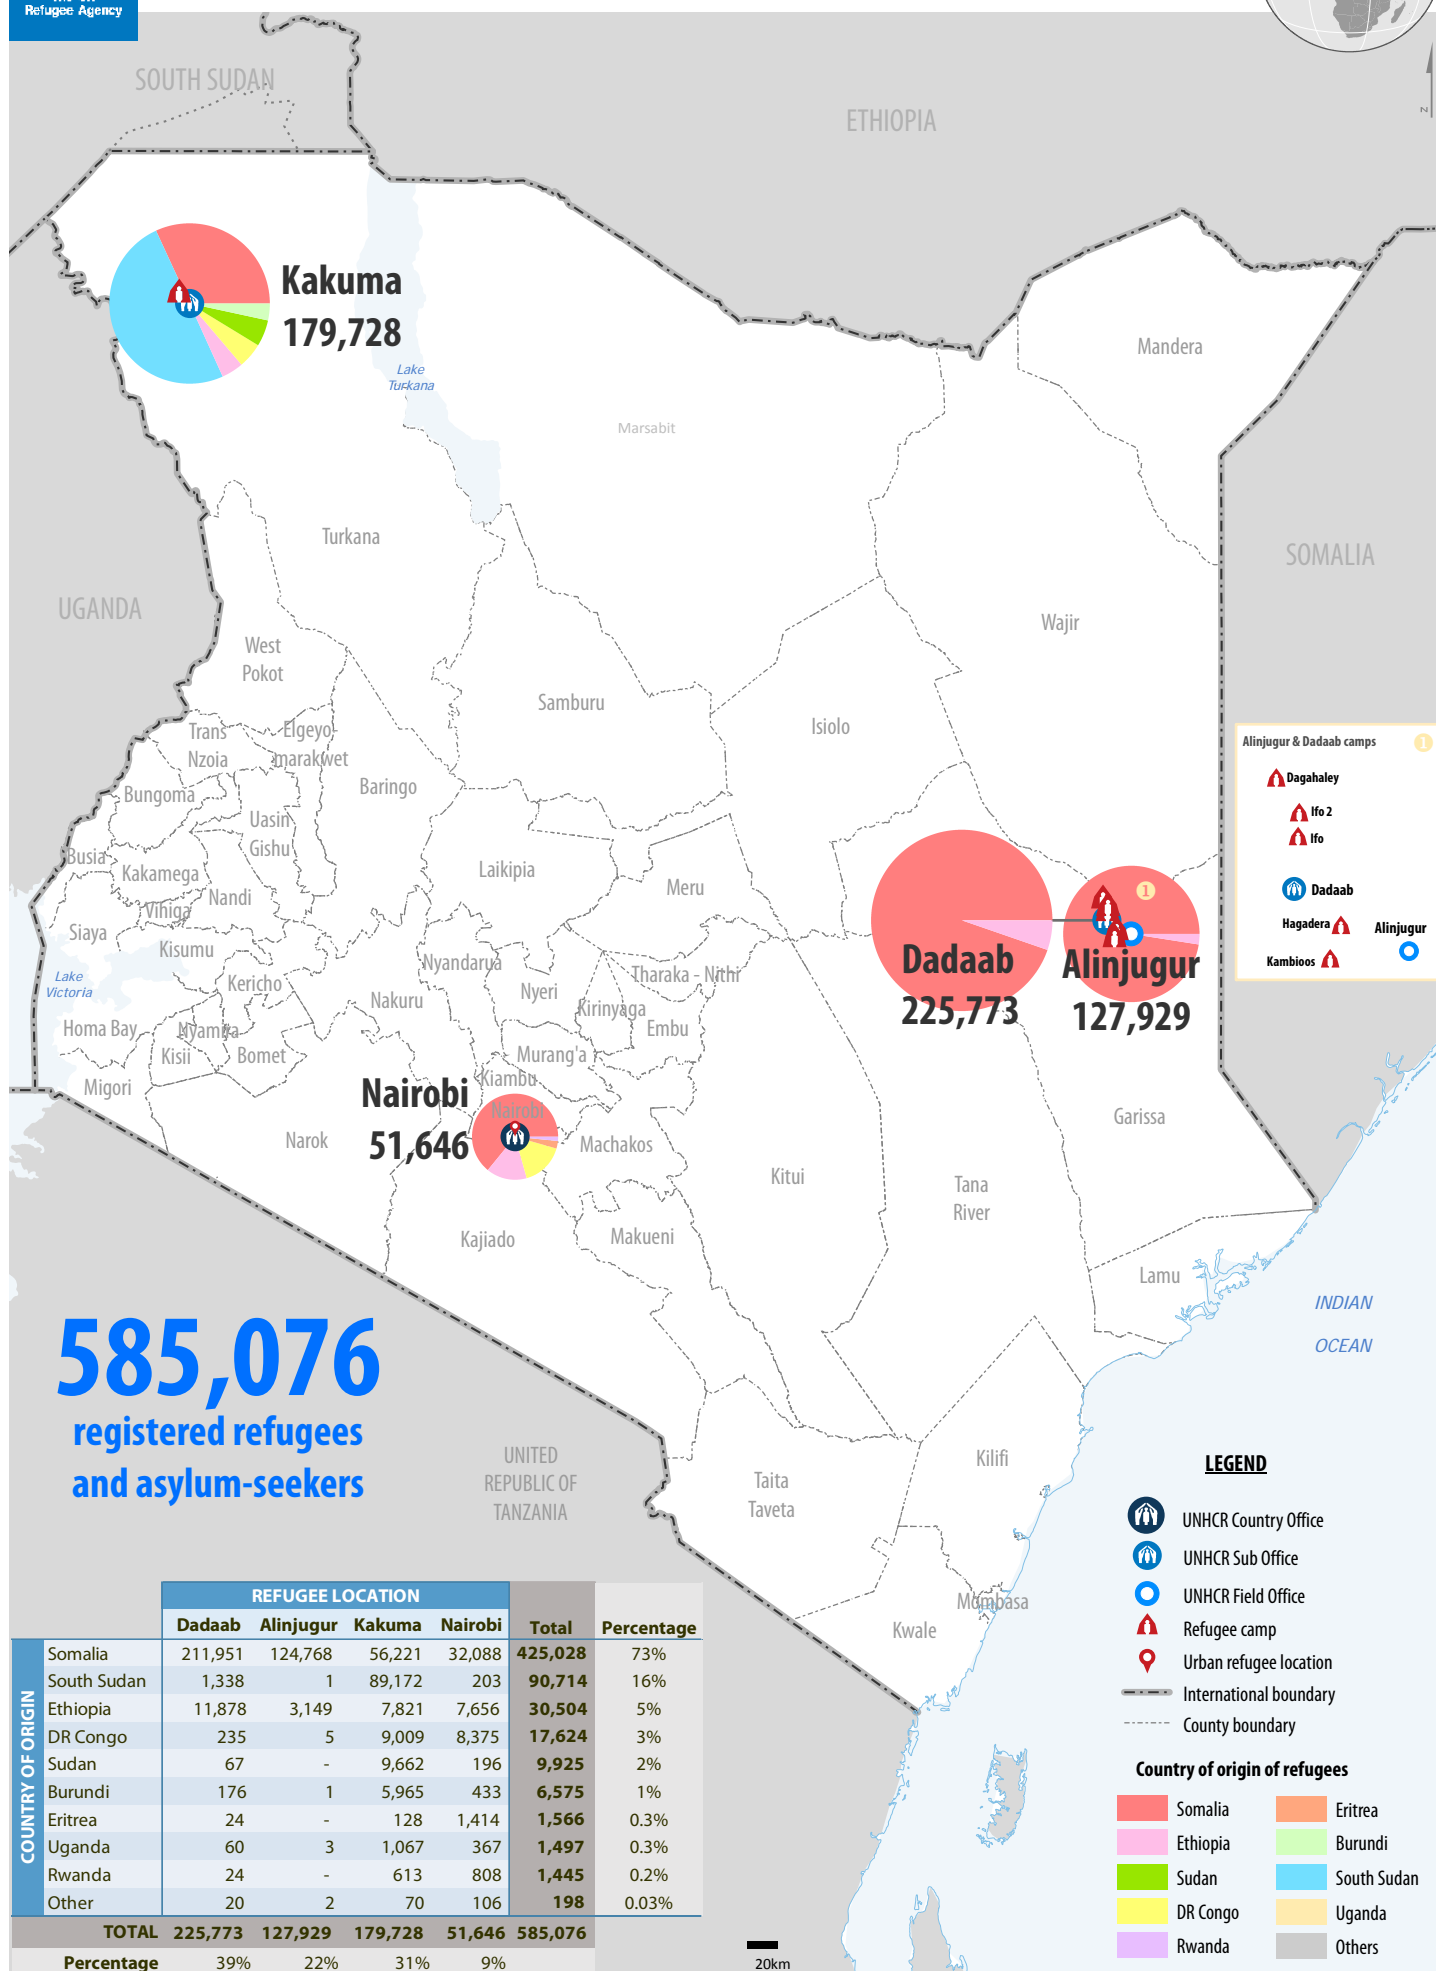 Refugee Agency
SOUTH SUDAN
ETHIOPIA
N
Kakuma
179,728
Lake
Turkana
Mandera
Marsabit
Turkana
SOMALIA
UGANDA
Wajir
West
Pokot
Samburu
Isiolo
Trans
Nzoia
Elgeyo-
marakwet
Baringo
Bungoma
Uasin
Gishu
Busia
Kakamega
Laikipia
Meru
Nandi
Vihiga
Siaya
Kisumu
Lake
Victoria
Kericho
Nyandarua
Nyeri
Tharaka - Nithi
Kirinyaga
Embu
Nakuru
Homa Bay
Nyamira
Kisii
Bomet
Murang'a
Migori
Kiambu
Alinjugur & Dadaab camps
1
Dagahaley
Ifo 2
Ifo
Dadaab
Hagadera
Alinjugur
Kambioos
1
Dadaab
225,773
Alinjugur
127,929
Nairobi
51,646
Nairobi
Narok
Machakos
Garissa
Kitui
Tana
River
Kajiado
Makueni
Lamu
INDIAN
OCEAN
585,076
registered refugees
and asylum-seekers
UNITED
REPUBLIC OF
TANZANIA
Taita
Taveta
Kilifi
Mombasa
Kwale
LEGEND
UNHCR Country Office
UNHCR Sub Office
UNHCR Field Office
Refugee camp
Urban refugee location
International boundary
County boundary
Country of origin of refugees
Somalia Eritrea
Ethiopia Burundi
Sudan South Sudan
DR Congo Uganda
Rwanda Others
REFUGEE LOCATION
Dadaab Alinjugur Kakuma Nairobi Total Percentage
COUNTRY OF ORIGIN
Somalia 211,951 124,768 56,221 32,088 425,028 73%
South Sudan 1,338 1 89,172 203 90,714 16%
Ethiopia 11,878 3,149 7,821 7,656 30,504 5%
DR Congo 235 5 9,009 8,375 17,624 3%
Sudan 67 - 9,662 196 9,925 2%
Burundi 176 1 5,965 433 6,575 1%
Eritrea 24 - 128 1,414 1,566 0.3%
Uganda 60 3 1,067 367 1,497 0.3%
Rwanda 24 - 613 808 1,445 0.2%
Other 20 2 70 106 198 0.03%
TOTAL 225,773 127,929 179,728 51,646 585,076
Percentage 39% 22% 31% 9%
20km